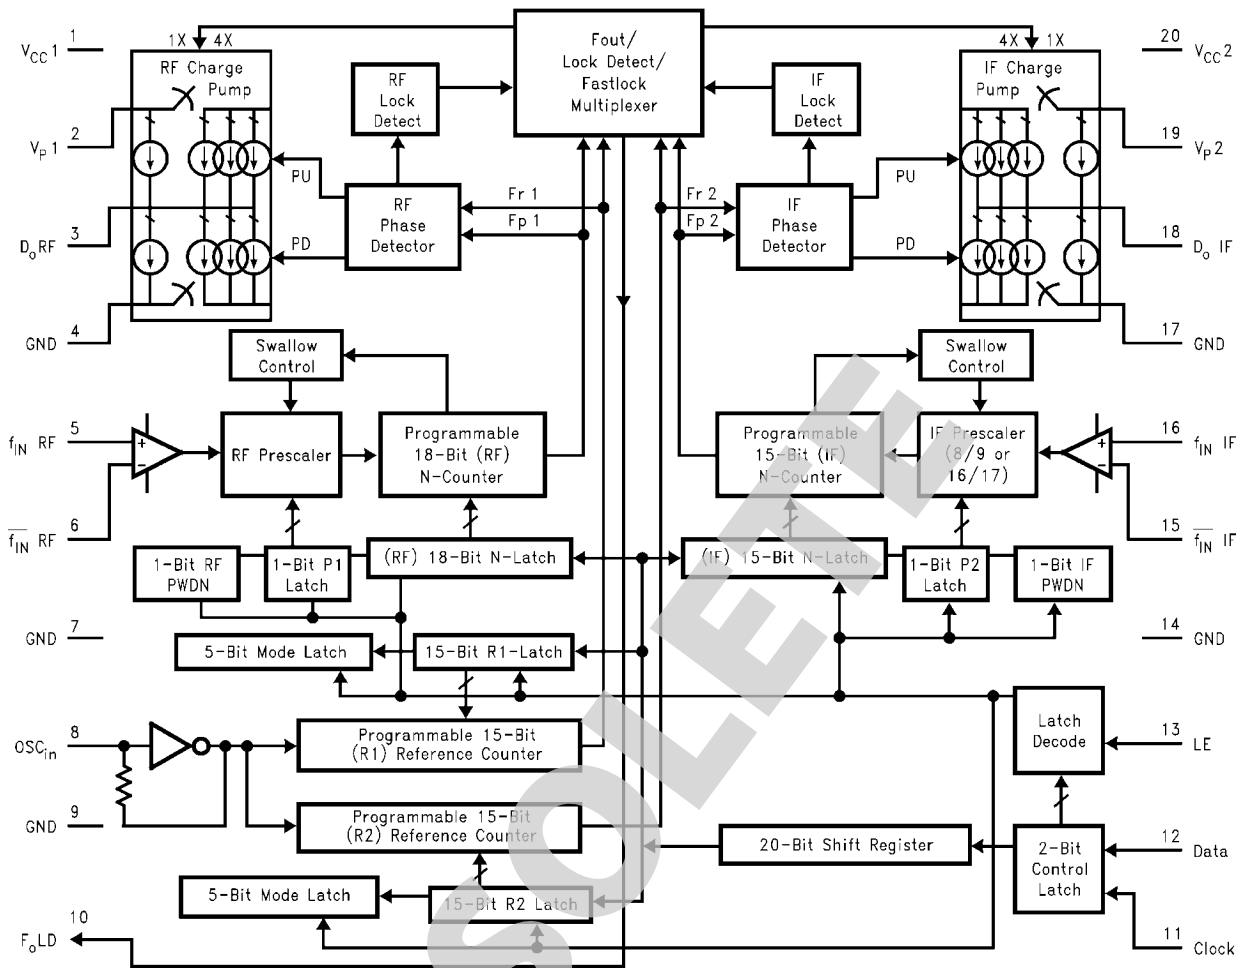 1
V_CC 1
1X 4X
RF Charge
Pump
2
V_P 1
3
D_o RF
4
GND
PU
PD
RF
Lock
Detect
RF
Phase
Detector
Fout/
Lock Detect/
Fastlock
Multiplexer
Fr 1
Fp 1
IF
Lock
Detect
Fr 2
Fp 2
IF
Phase
Detector
PU
PD
4X 1X
IF Charge
Pump
20
V_CC 2
19
V_P 2
18
D_o IF
17
GND
Swallow
Control
Swallow
Control
5
f_IN RF
+
−
6
f̅_I̅N̅ RF
RF Prescaler
Programmable
18-Bit (RF)
N-Counter
Programmable
15-Bit (IF)
N-Counter
IF Prescaler
(8/9 or
16/17)
+
−
16
f_IN IF
15
f̅_I̅N̅ IF
1-Bit RF
PWDN
1-Bit P1
Latch
(RF) 18-Bit N-Latch
(IF) 15-Bit N-Latch
1-Bit P2
Latch
1-Bit IF
PWDN
7
GND
14
GND
5-Bit Mode Latch
15-Bit R1-Latch
8
OSC_in
Programmable 15-Bit
(R1) Reference Counter
Latch
Decode
13
LE
9
GND
Programmable 15-Bit
(R2) Reference Counter
20-Bit Shift Register
2-Bit
Control
Latch
12
Data
5-Bit Mode Latch
15-Bit R2 Latch
11
Clock
10
F_o LD
SOLETE